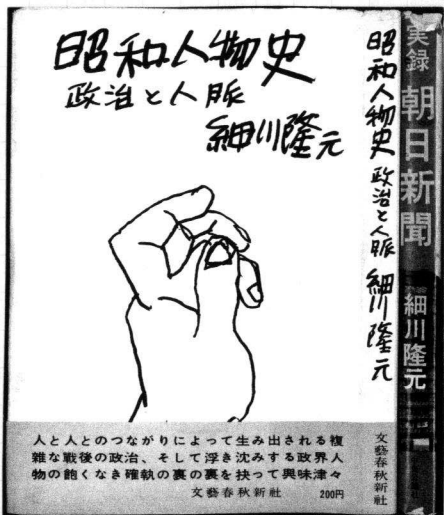 昭和人物史
政治と人脈
細川隆元
人と人とのつながりによって生み出される複
雑な戦後の政治、そして浮き沈みする政界人
物の飽くなき確執の裏の裏を抉って興味津々
文藝春秋新社 200円
昭和人物史 政治と人脈 細川隆元
文藝春秋新社
実録 朝日新聞
細川隆元